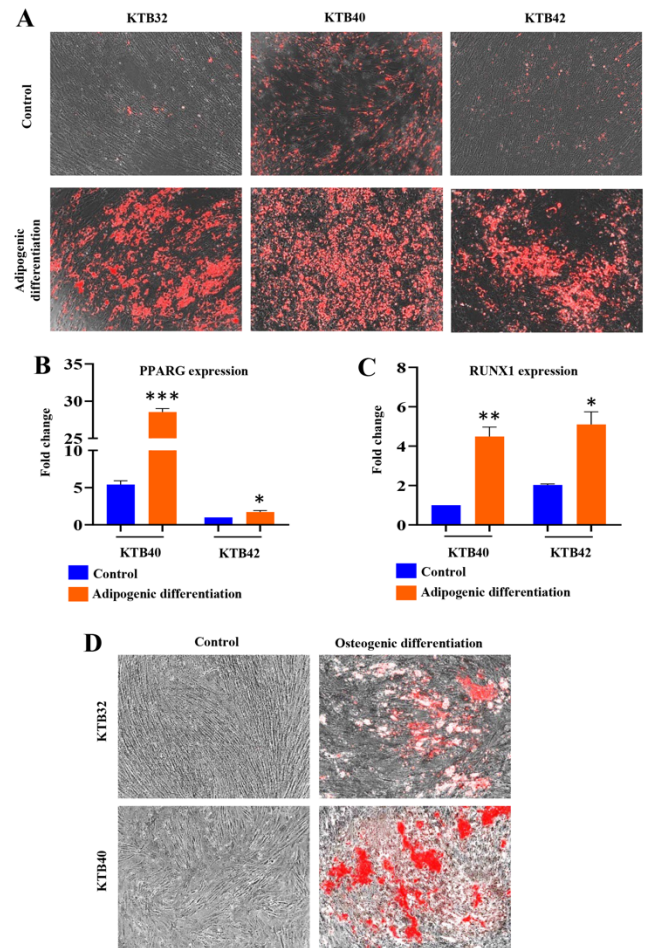 A
KTB32
KTB40
KTB42
Control
Adipogenic
differentiation
B
PPARG expression
Fold change
30
25
10
5
0
***
*
KTB40
KTB42
Control
Adipogenic differentiation
C
RUNX1 expression
Fold change
8
6
4
2
0
**
*
KTB40
KTB42
Control
Adipogenic differentiation
D
Control
Osteogenic differentiation
KTB32
KTB40